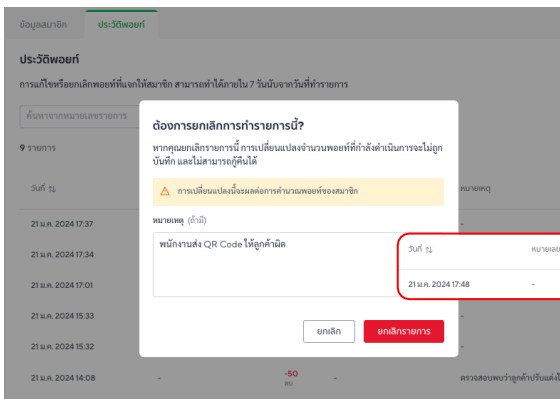 ข้อมูลสมาชิก ประวัติพอยท์
ประวัติพอยท์
การแก้ไขหรือยกเลิกพอยท์ที่แจกให้สมาชิก สามารถทำได้ภายใน 7 วันนับจากวันที่ทำรายการ
ค้นหาจากหมายเลขรายการ
9 รายการ
วันที่ ↑↓ หมายเหตุ
21 ม.ค. 2024 17:37 -
21 ม.ค. 2024 17:34
21 ม.ค. 2024 17:01
21 ม.ค. 2024 15:33 -
21 ม.ค. 2024 15:32 -
21 ม.ค. 2024 14:08 - -50 - ตรวจสอบพบว่าลูกค้าปรับแต่งใ
ลบ
ต้องการยกเลิกการทำรายการนี้?
หากคุณยกเลิกรายการนี้ การเปลี่ยนแปลงจำนวนพอยท์ที่กำลังดำเนินการจะไม่ถูก
บันทึก และไม่สามารถกู้คืนได้
การเปลี่ยนแปลงนี้จะมีผลต่อการคำนวณพอยท์ของสมาชิก
หมายเหตุ (ถ้ามี)
พนักงานส่ง QR Code ให้ลูกค้าผิด
ยกเลิก ยกเลิกรายการ
วันที่ ↑↓ หมายเลข
21 ม.ค. 2024 17:48 -